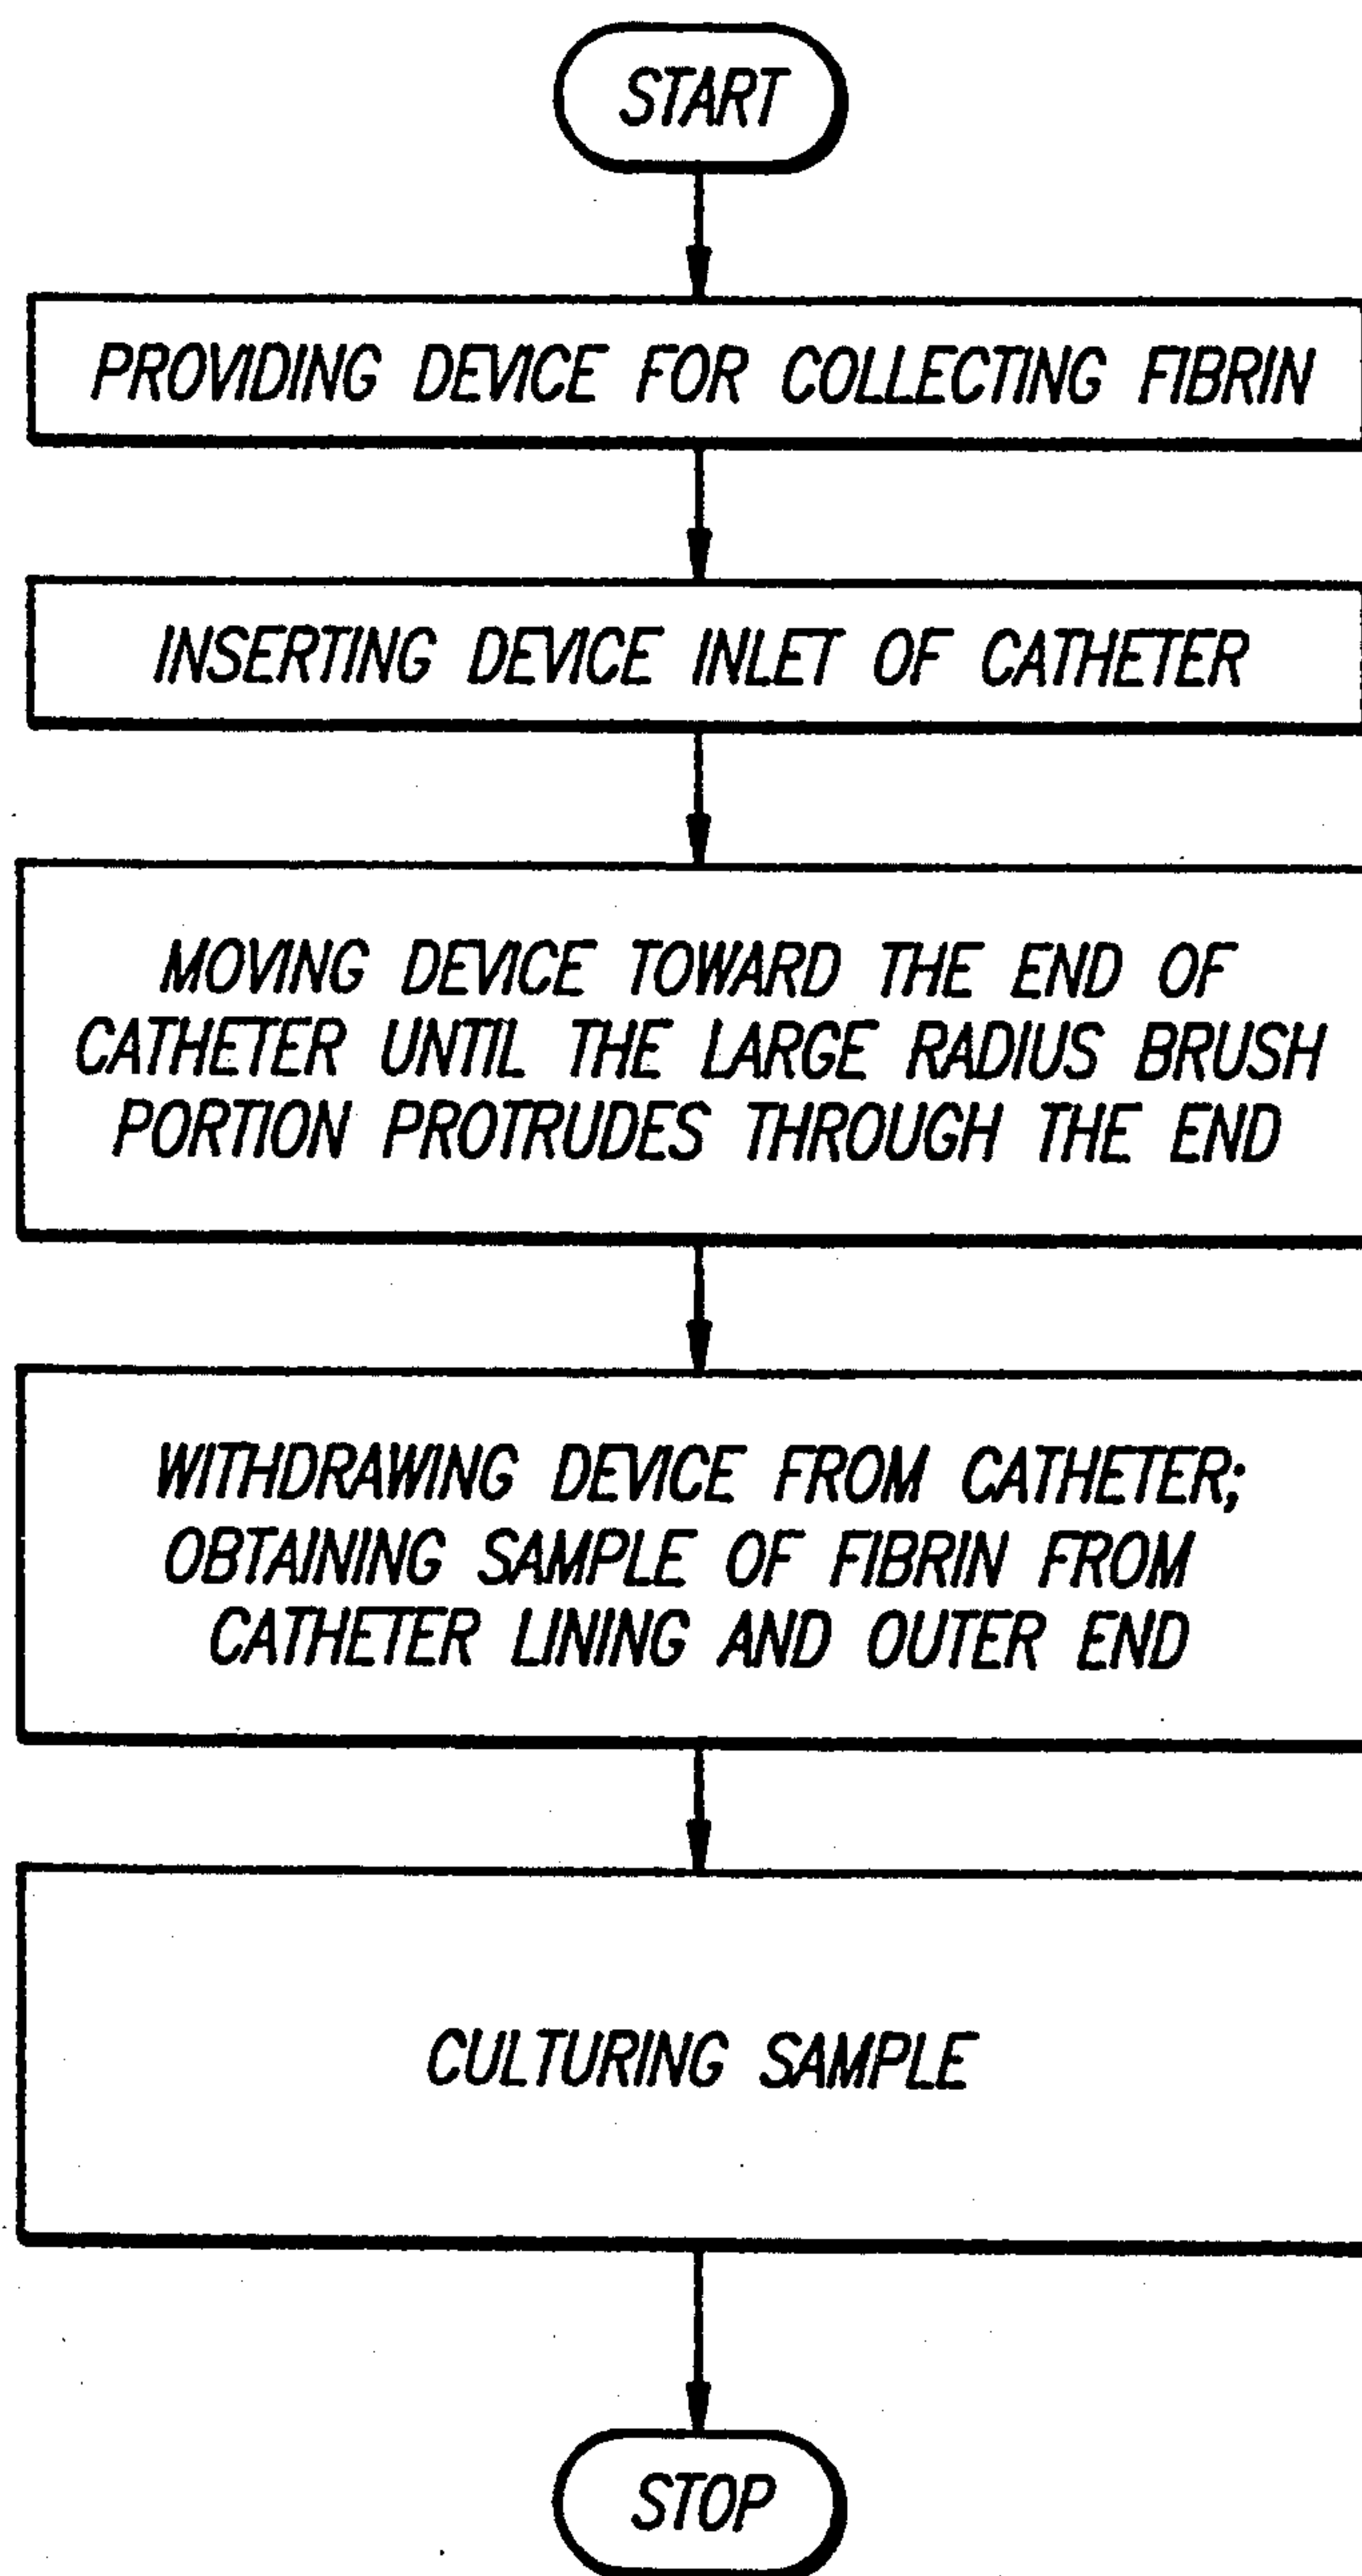 START
PROVIDING DEVICE FOR COLLECTING FIBRIN
INSERTING DEVICE INLET OF CATHETER
MOVING DEVICE TOWARD THE END OF
CATHETER UNTIL THE LARGE RADIUS BRUSH
PORTION PROTRUDES THROUGH THE END
WITHDRAWING DEVICE FROM CATHETER;
OBTAINING SAMPLE OF FIBRIN FROM
CATHETER LINING AND OUTER END
CULTURING SAMPLE
STOP